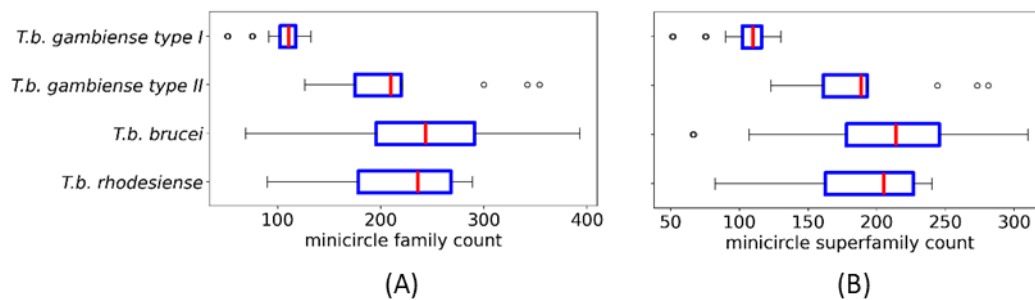 T.b. gambiense type I
T.b. gambiense type II
T.b. brucei
T.b. rhodesiense
100 200 300 400
minicircle family count
(A)
50 100 150 200 250 300
minicircle superfamily count
(B)